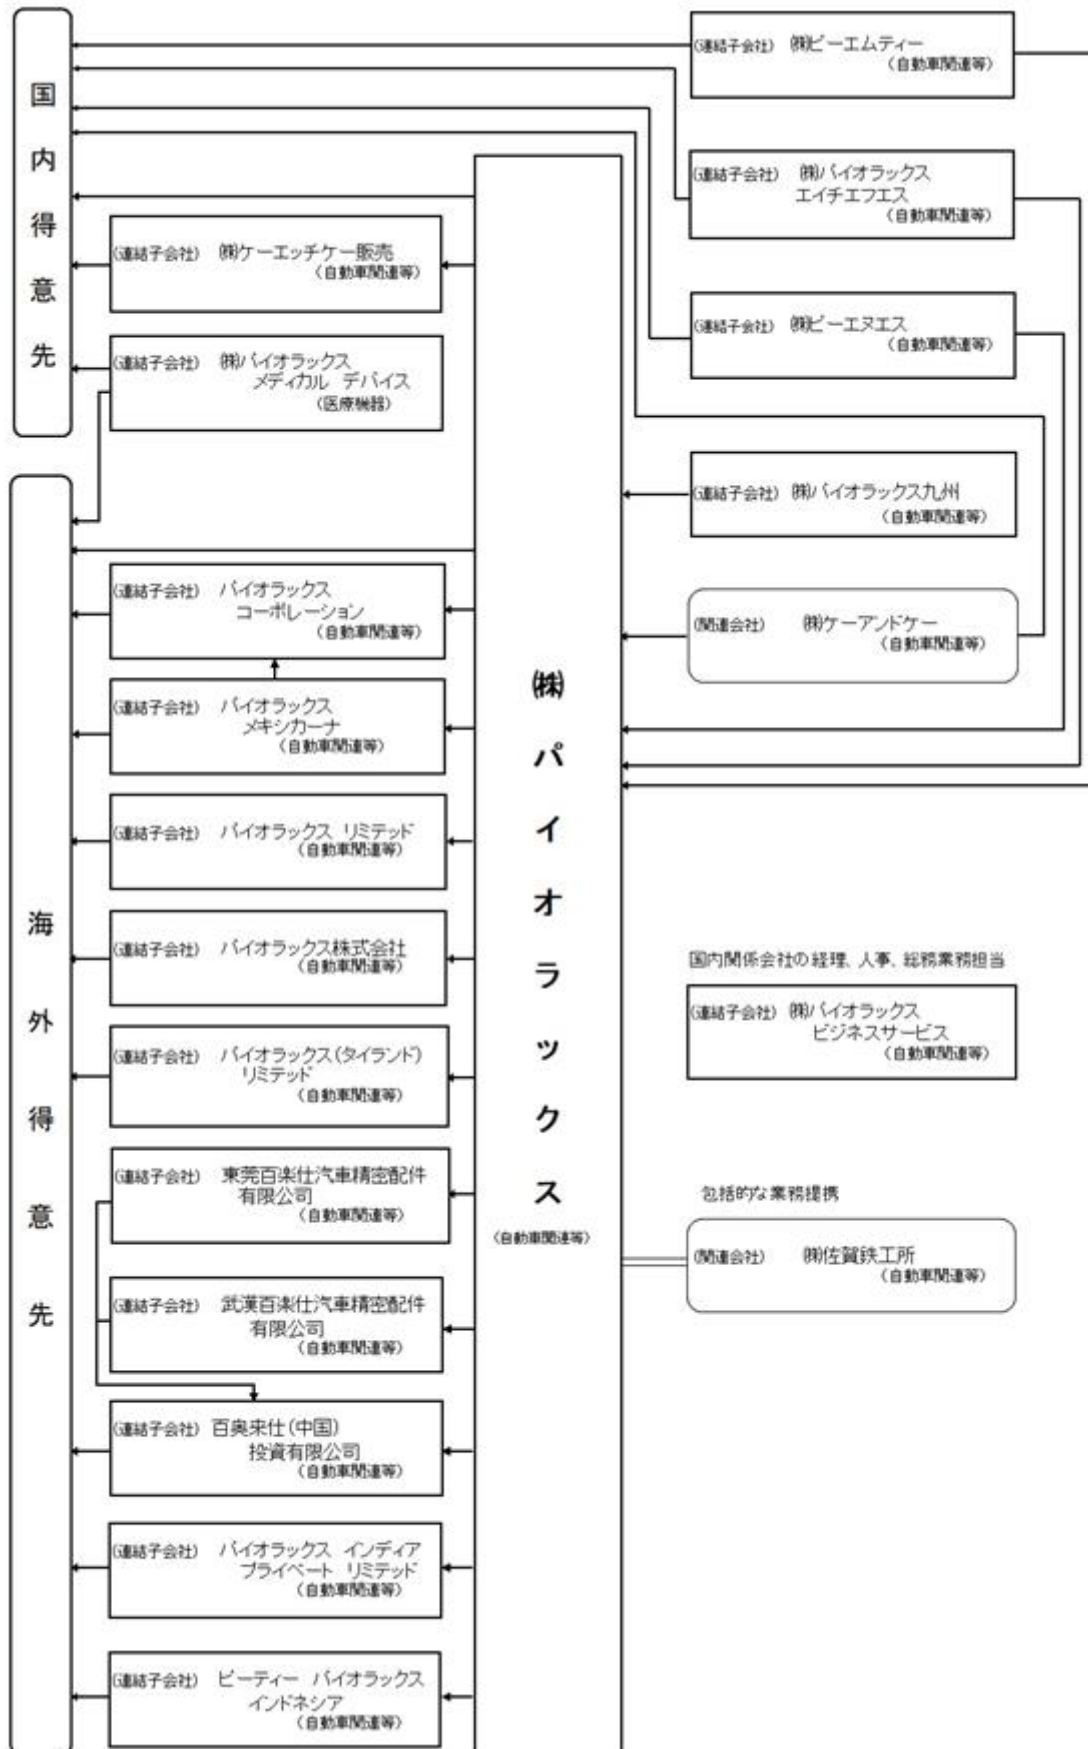 国内得意先
(連結子会社) ㈱ケーエッチケー販売
(自動車関連等)
(連結子会社) ㈱パイオラックス
メディカル デバイス
(医療機器)
海外得意先
(連結子会社) パイオラックス
コーポレーション
(自動車関連等)
(連結子会社) パイオラックス
メキシカーナ
(自動車関連等)
(連結子会社) パイオラックス リミテッド
(自動車関連等)
(連結子会社) パイオラックス株式会社
(自動車関連等)
(連結子会社) パイオラックス(タイランド)
リミテッド
(自動車関連等)
(連結子会社) 東莞百楽仕汽車精密配件
有限公司
(自動車関連等)
(連結子会社) 武漢百楽仕汽車精密配件
有限公司
(自動車関連等)
(連結子会社) 百奥来仕(中国)
投資有限公司
(自動車関連等)
(連結子会社) パイオラックス インディア
プライベート リミテッド
(自動車関連等)
(連結子会社) ピーティー パイオラックス
インドネシア
(自動車関連等)
㈱パイオラックス
(自動車関連等)
(連結子会社) ㈱ピーエムティー
(自動車関連等)
(連結子会社) ㈱パイオラックス
エイチエフエス
(自動車関連等)
(連結子会社) ㈱ピーエヌエス
(自動車関連等)
(連結子会社) ㈱パイオラックス九州
(自動車関連等)
(関連会社) ㈱ケーアンドケー
(自動車関連等)
国内関係会社の経理、人事、総務業務担当
(連結子会社) ㈱パイオラックス
ビジネスサービス
(自動車関連等)
包括的な業務提携
(関連会社) ㈱佐賀鉄工所
(自動車関連等)